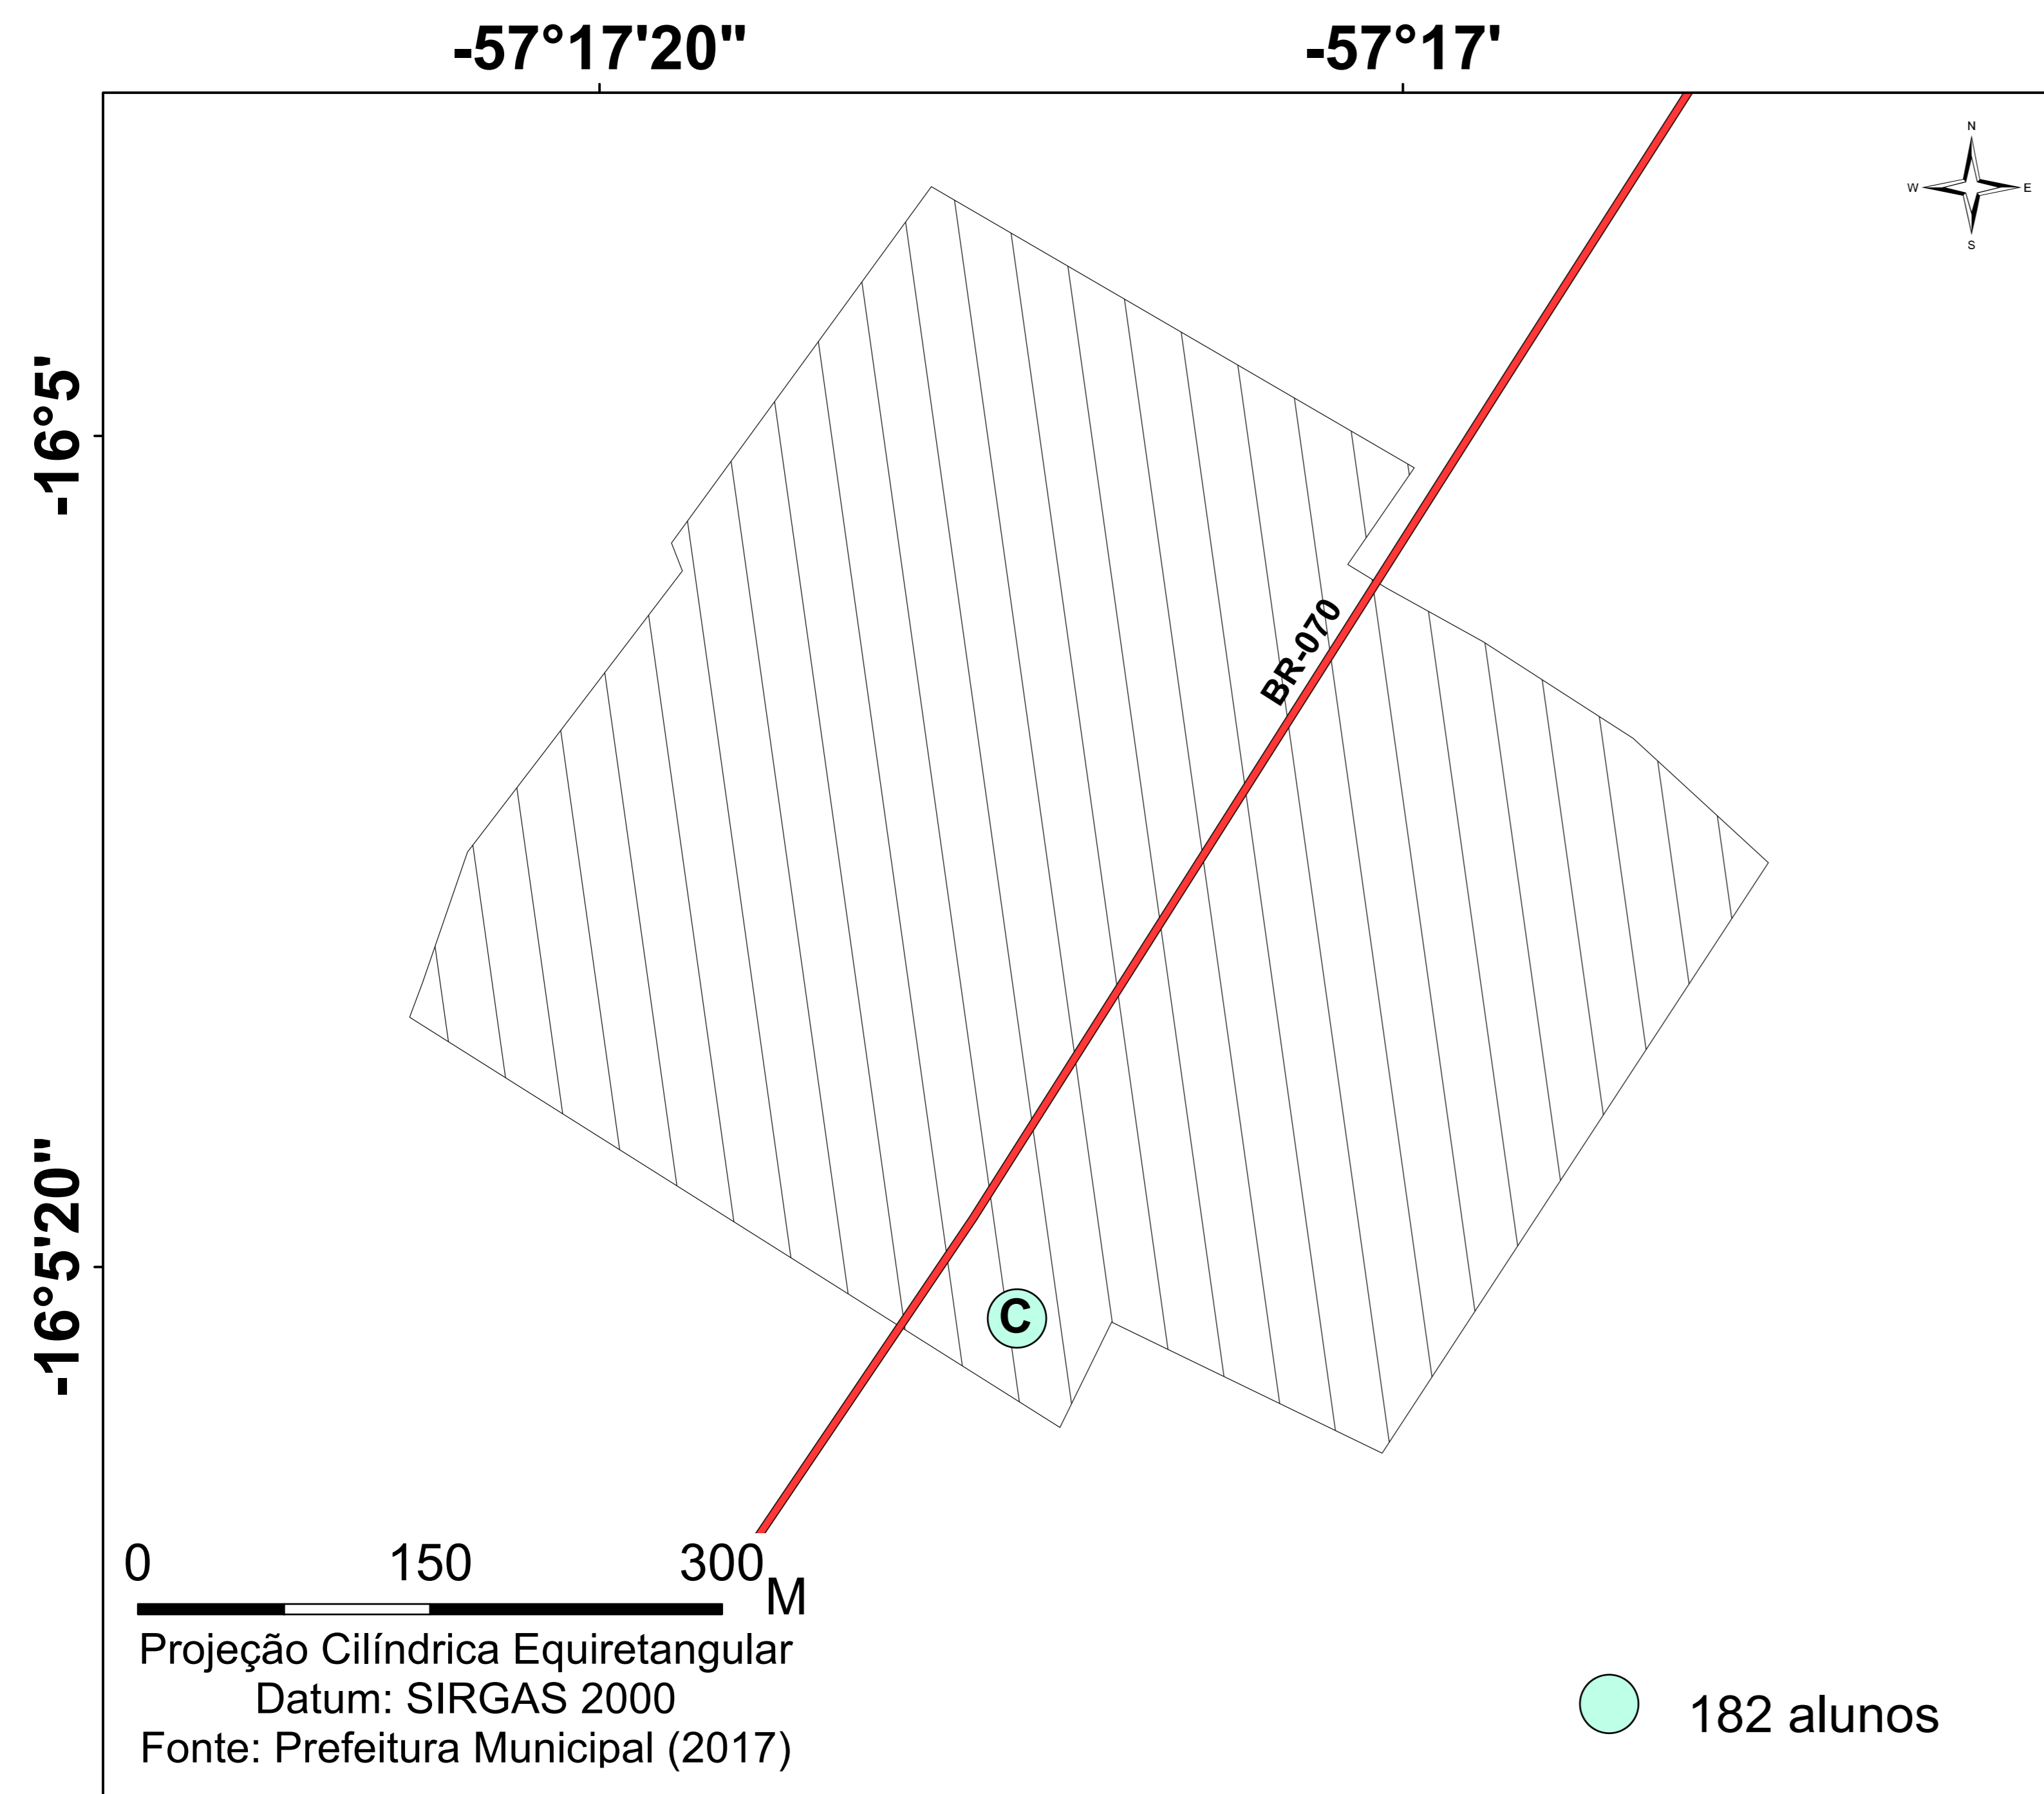 -57°17'20" -57°17'
N
W E
S
-16°5'
BR-070
-16°5'20"
C
0 150 300 M
Projeção Cilíndrica Equiretangular
Datum: SIRGAS 2000
Fonte: Prefeitura Municipal (2017)
182 alunos